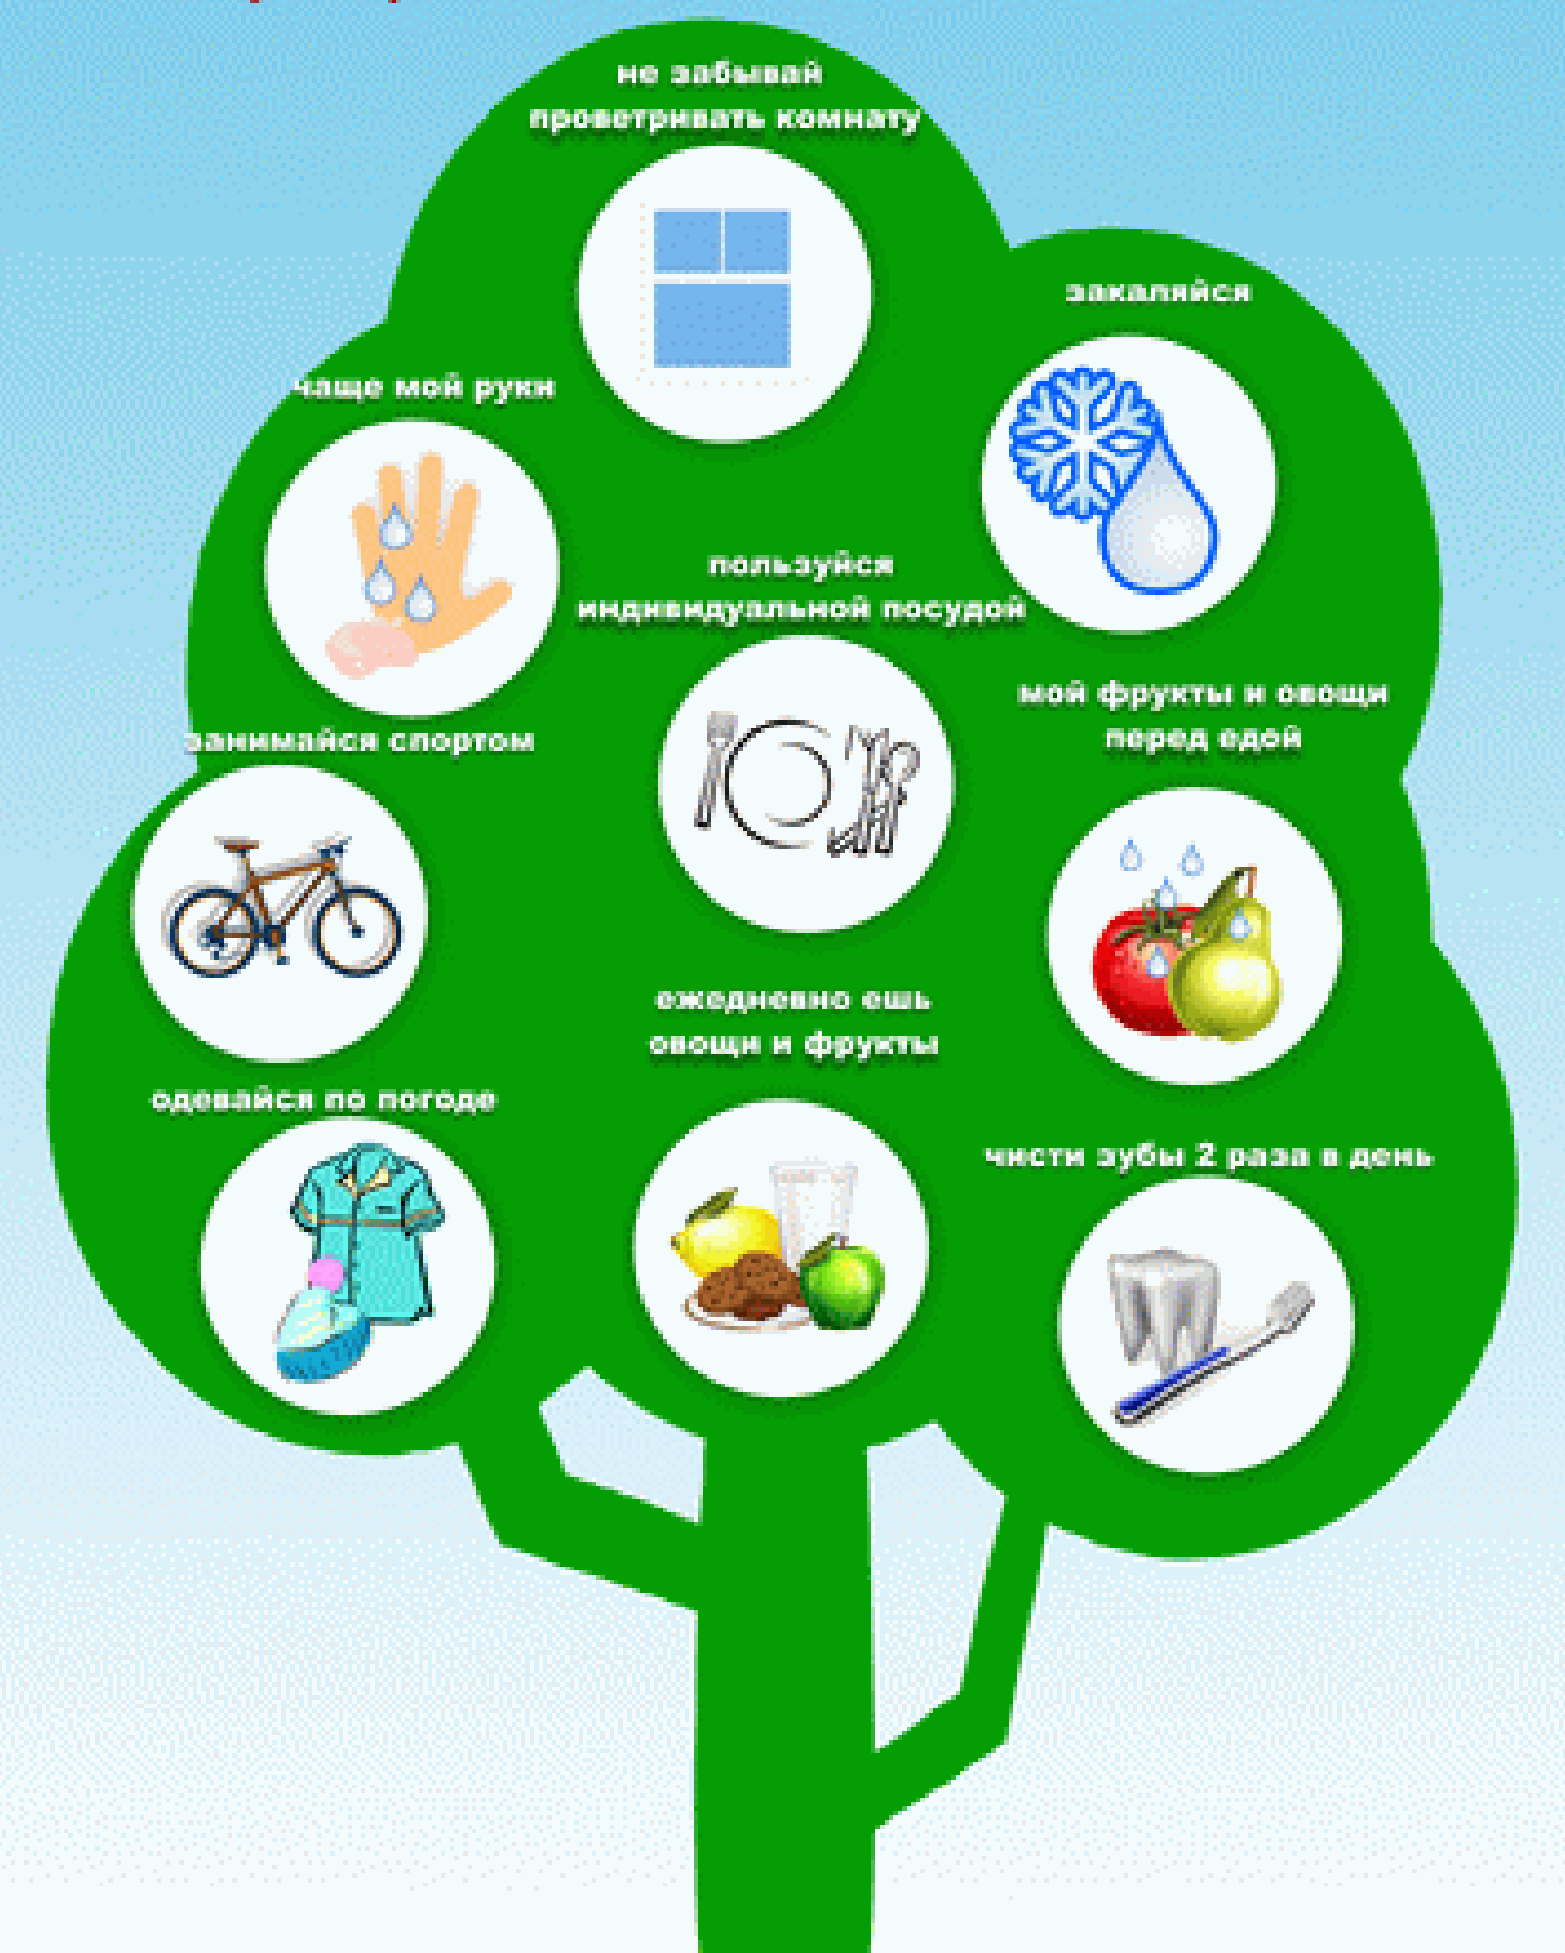 не забывай
проветривать комнату
закаляйся
чаще мой руки
пользуйся
индивидуальной посудой
мой фрукты и овощи
перед едой
занимайся спортом
ежедневно ешь
овощи и фрукты
одевайся по погоде
чисти зубы 2 раза в день